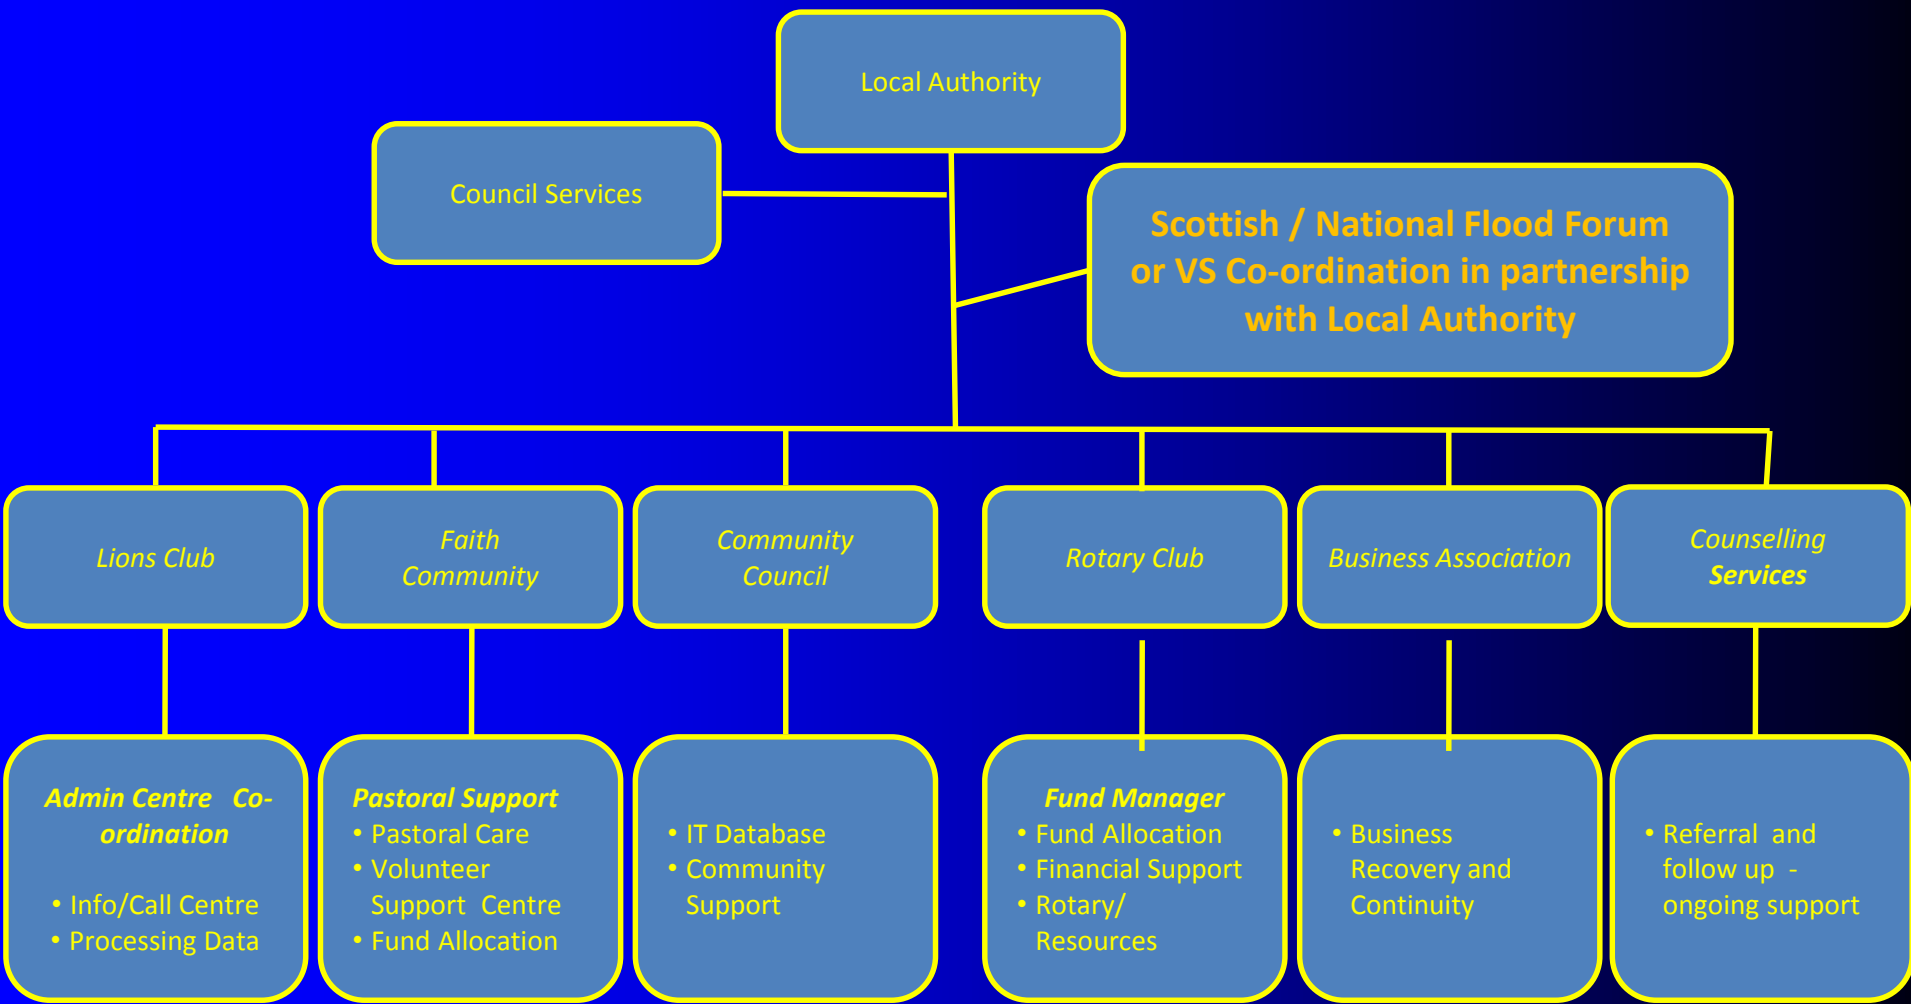 Local Authority
Council Services
Scottish / National Flood Forum
or VS Co-ordination in partnership
with Local Authority
Lions Club
Faith
Community
Community
Council
Rotary Club
Business Association
Counselling
Services
Admin Centre   Co-
ordination
• Info/Call Centre
• Processing Data
Pastoral Support
• Pastoral Care
• Volunteer
Support  Centre
• Fund Allocation
• IT Database
• Community
Support
Fund Manager
• Fund Allocation
• Financial Support
• Rotary/
Resources
• Business
Recovery and
Continuity
• Referral  and
follow up  -
ongoing support